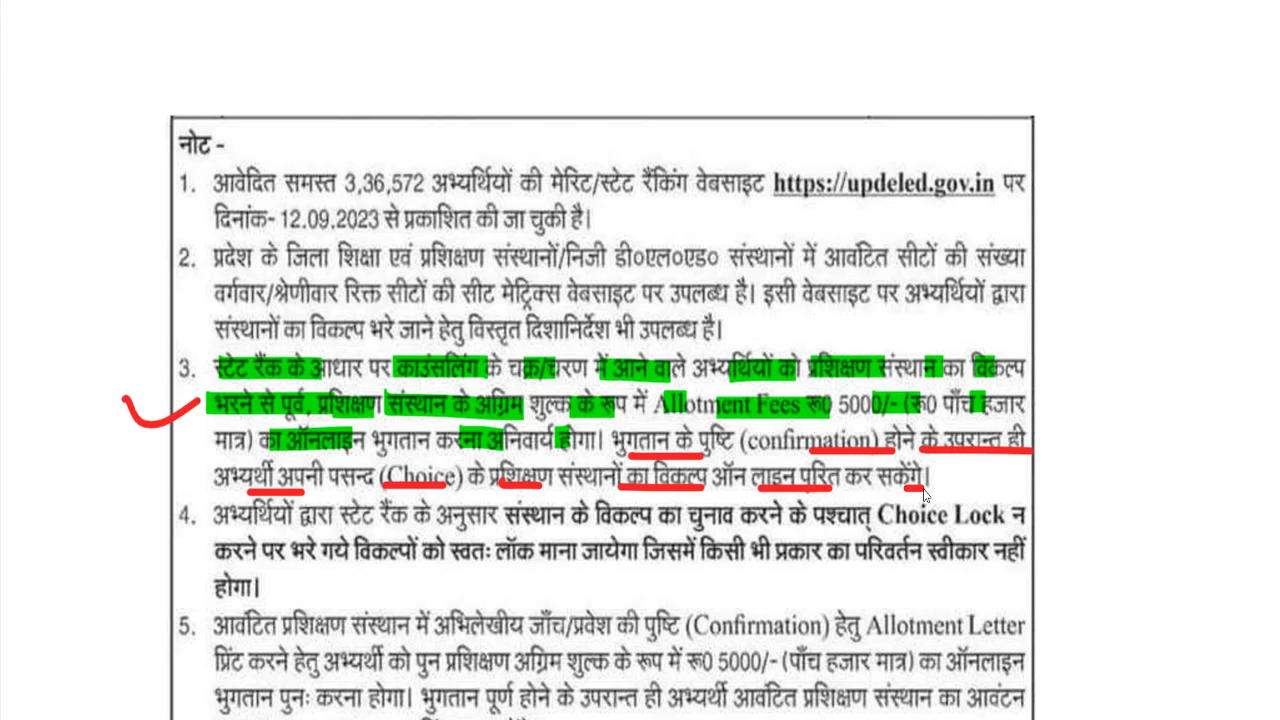 नोट -
1. आवेदित समस्त 3,36,572 अभ्यर्थियों की मेरिट/स्टेट रैंकिंग वेबसाइट https://updeled.gov.in पर
दिनांक- 12.09.2023 से प्रकाशित की जा चुकी है।
2. प्रदेश के जिला शिक्षा एवं प्रशिक्षण संस्थानों/निजी डी०एल०एड० संस्थानों में आवंटित सीटों की संख्या
वर्गवार/श्रेणीवार रिक्त सीटों की सीट मेट्रिक्स वेबसाइट पर उपलब्ध है। इसी वेबसाइट पर अभ्यर्थियों द्वारा
संस्थानों का विकल्प भरे जाने हेतु विस्तृत दिशानिर्देश भी उपलब्ध है।
3. स्टेट रैंक के आधार पर काउंसलिंग के चक्र/चरण में आने वाले अभ्यर्थियों को प्रशिक्षण संस्थान का विकल्प
भरने से पूर्व, प्रशिक्षण संस्थान के अग्रिम शुल्क के रूप में Allotment Fees रू0 5000/- (रू0 पाँच हजार
मात्र) का ऑनलाइन भुगतान करना अनिवार्य होगा। भुगतान के पुष्टि (confirmation) होने के उपरान्त ही
अभ्यर्थी अपनी पसन्द (Choice) के प्रशिक्षण संस्थानों का विकल्प ऑन लाइन पूरित कर सकेंगे।
4. अभ्यर्थियों द्वारा स्टेट रैंक के अनुसार संस्थान के विकल्प का चुनाव करने के पश्चात् Choice Lock न
करने पर भरे गये विकल्पों को स्वतः लॉक माना जायेगा जिसमें किसी भी प्रकार का परिवर्तन स्वीकार नहीं
होगा।
5. आवंटित प्रशिक्षण संस्थान में अभिलेखीय जाँच/प्रवेश की पुष्टि (Confirmation) हेतु Allotment Letter
प्रिंट करने हेतु अभ्यर्थी को पुन प्रशिक्षण अग्रिम शुल्क के रूप में रू0 5000/- (पाँच हजार मात्र) का ऑनलाइन
भुगतान पुनः करना होगा। भुगतान पूर्ण होने के उपरान्त ही अभ्यर्थी आवंटित प्रशिक्षण संस्थान का आवंटन